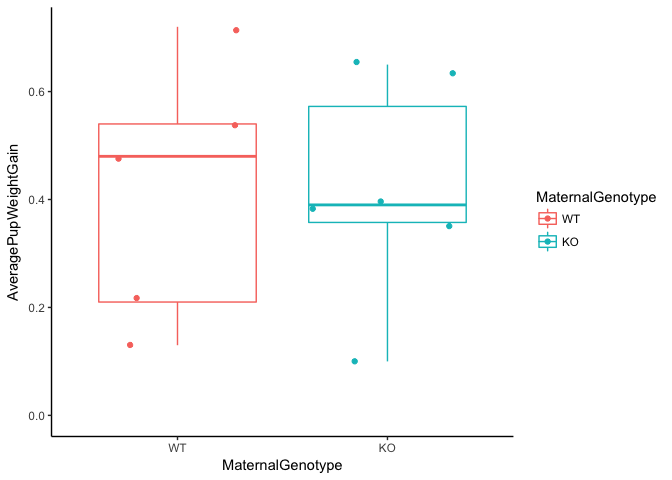 AveragePupWeightGain
0.6
0.4
0.2
0.0
WT
KO
MaternalGenotype
MaternalGenotype
WT
KO